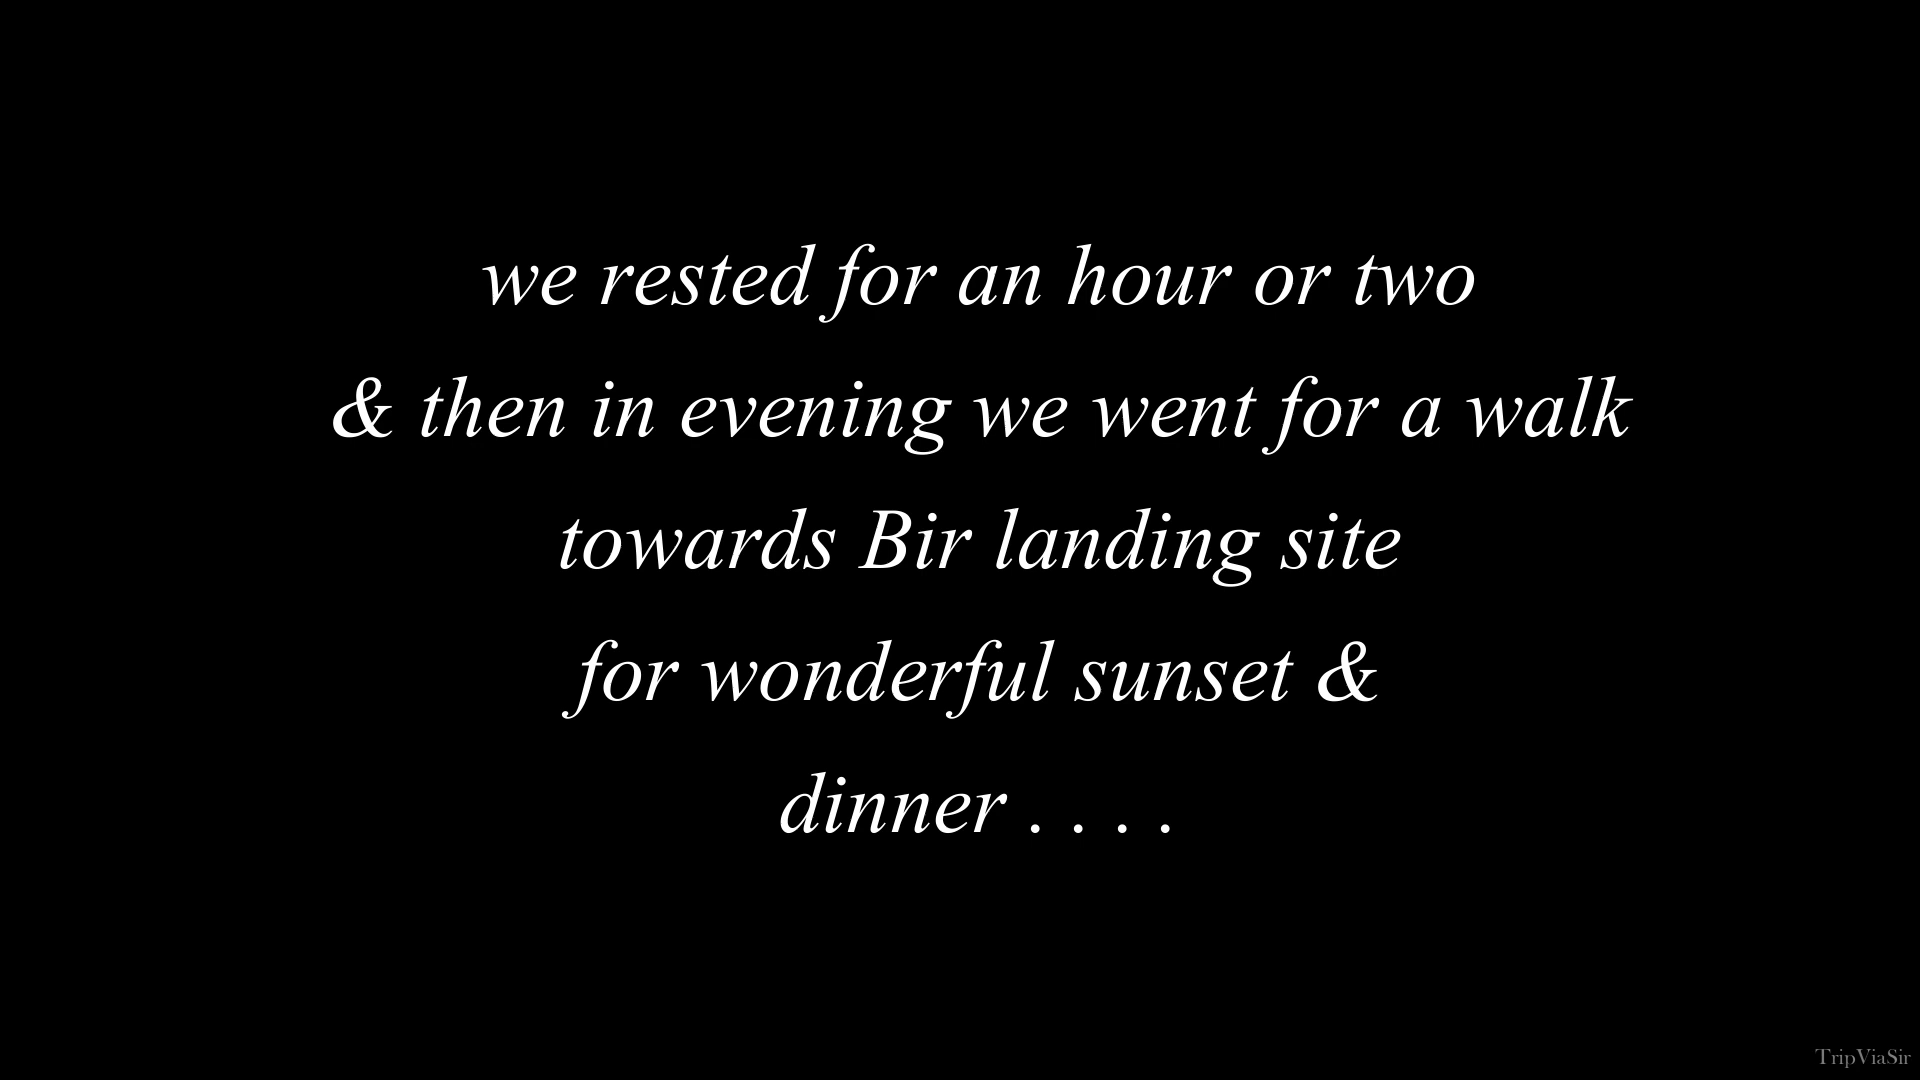 we rested for an hour or two
& then in evening we went for a walk
towards Bir landing site
for wonderful sunset &
dinner . . . .
TripViaSir